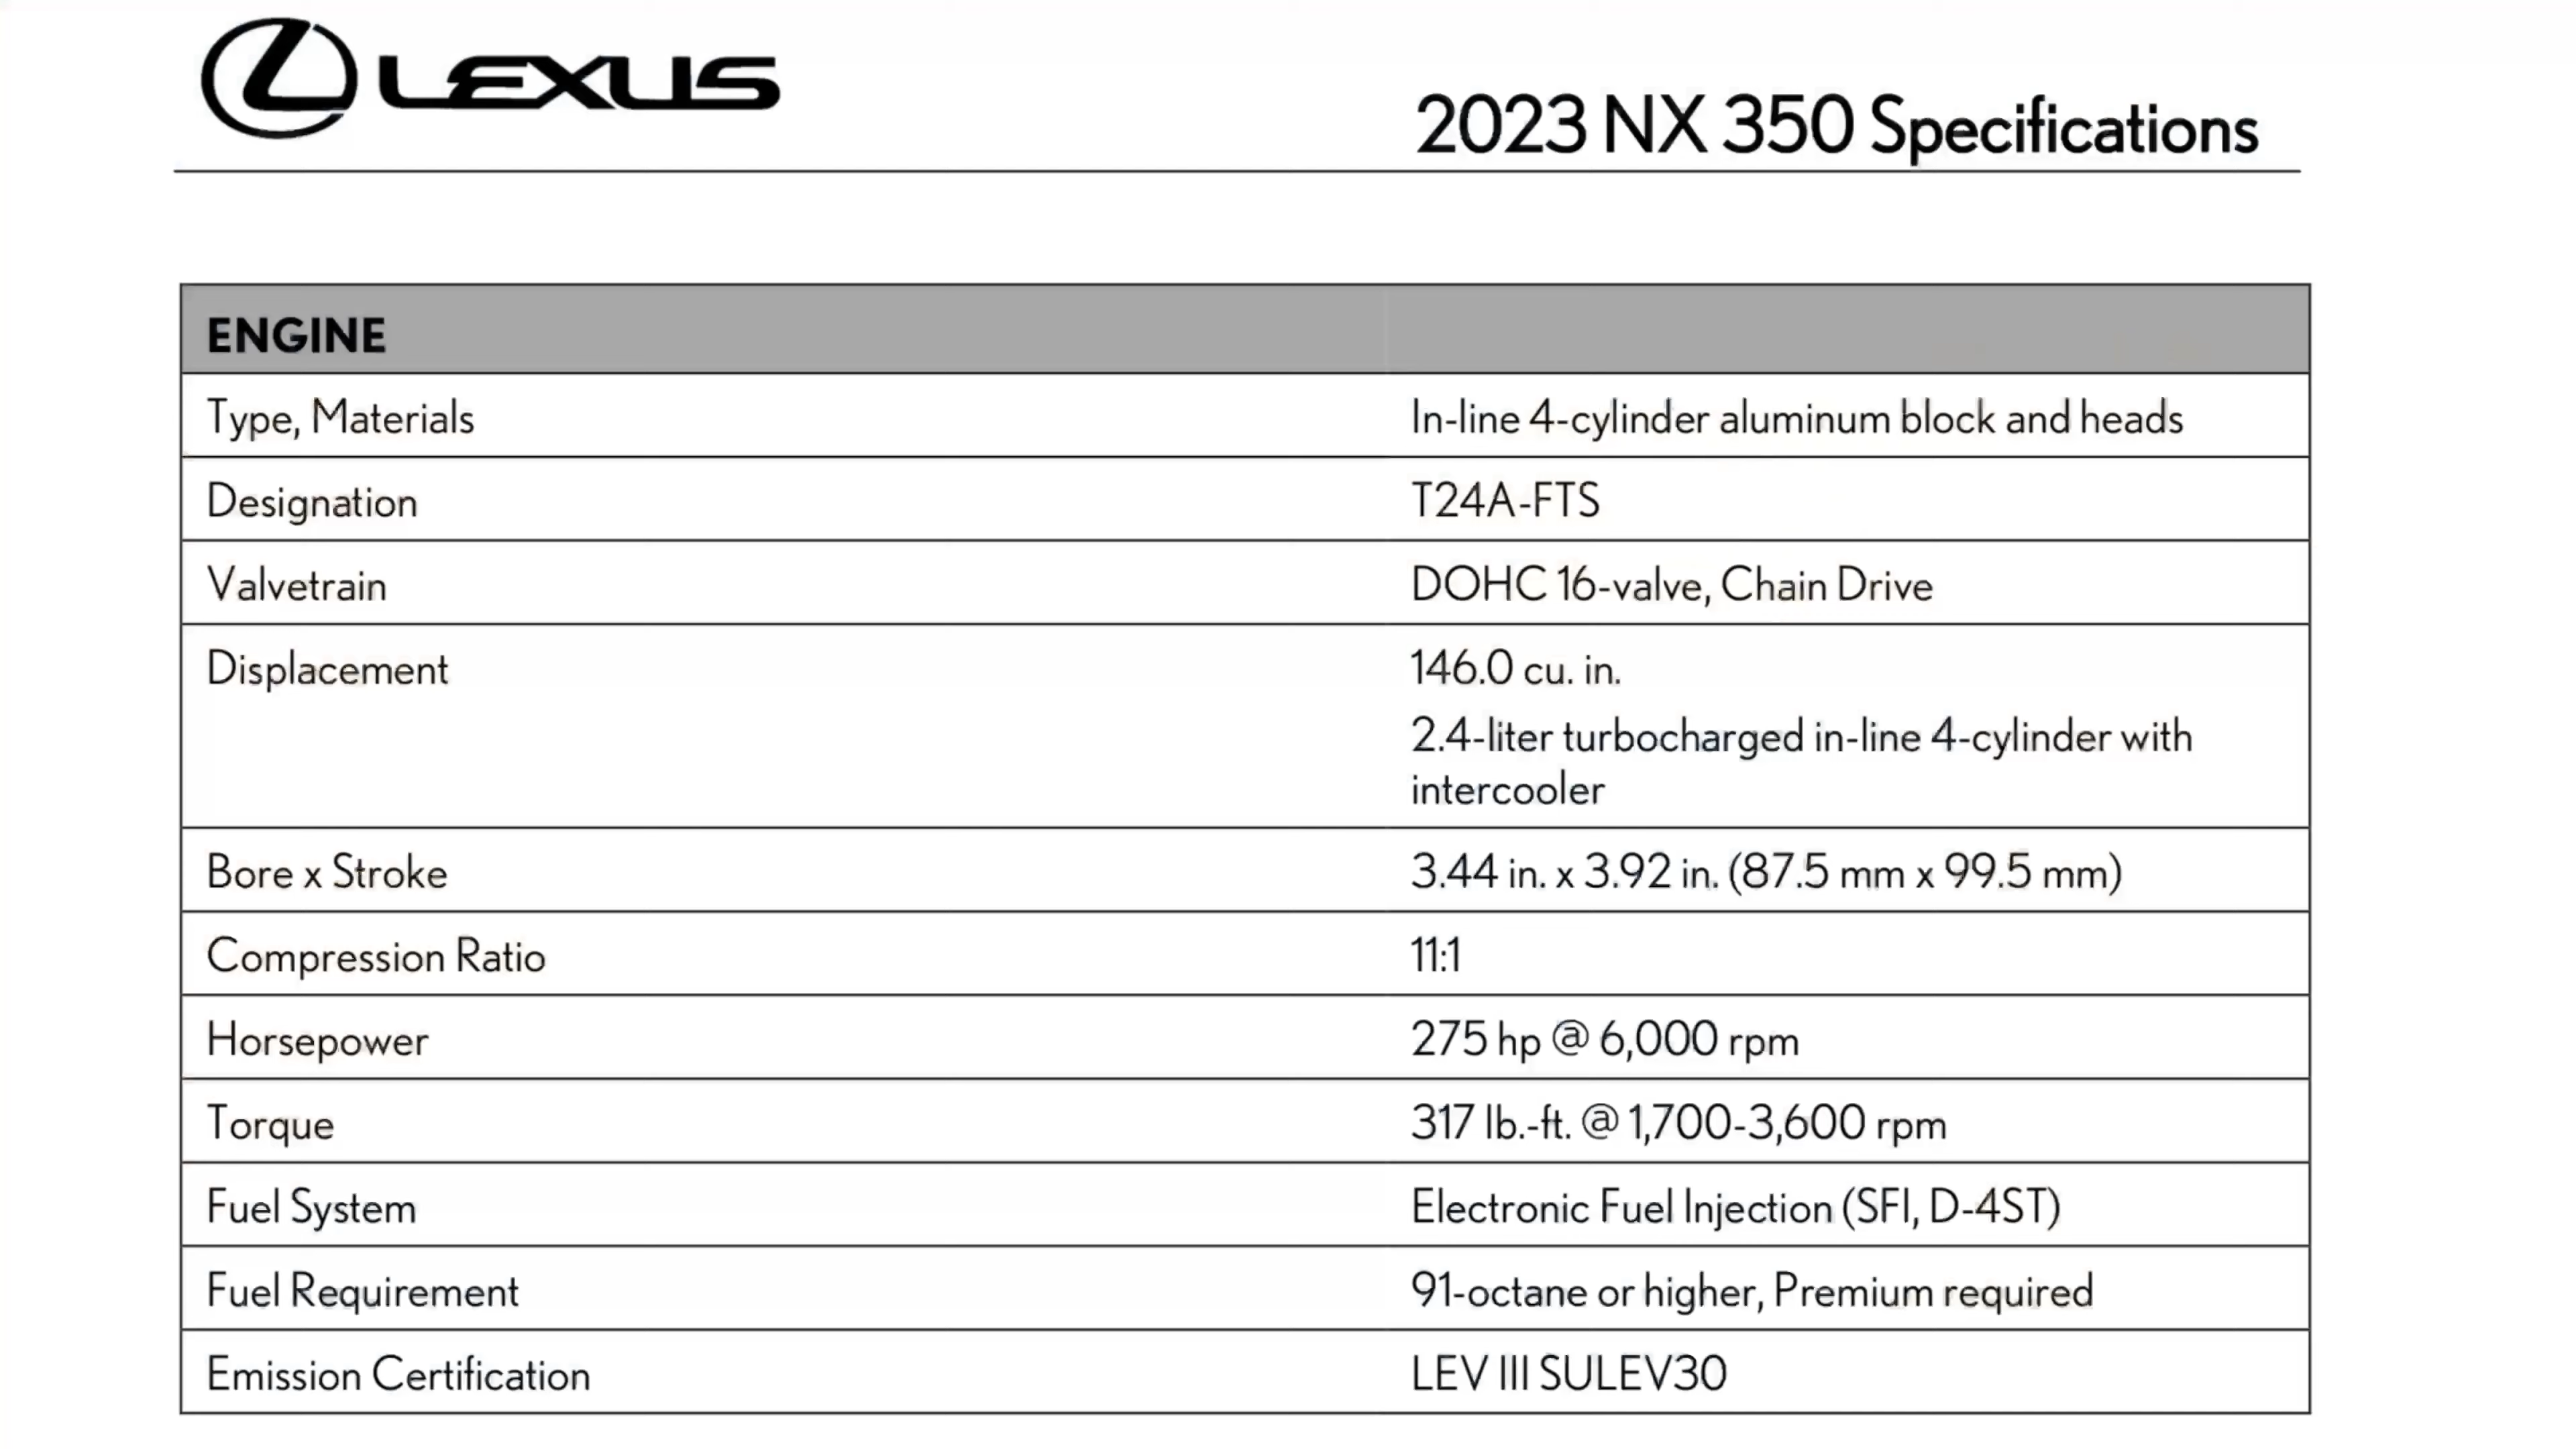 LEXUS
2023 NX 350 Specifications
ENGINE
Type, Materials
In-line 4-cylinder aluminum block and heads
Designation
T24A-FTS
Valvetrain
DOHC 16-valve, Chain Drive
Displacement
146.0 cu. in.
2.4-liter turbocharged in-line 4-cylinder with
intercooler
Bore x Stroke
3.44 in. x 3.92 in. (87.5 mm x 99.5 mm)
Compression Ratio
11:1
Horsepower
275 hp @ 6,000 rpm
Torque
317 lb.-ft. @ 1,700-3,600 rpm
Fuel System
Electronic Fuel Injection (SFI, D-4ST)
Fuel Requirement
91-octane or higher, Premium required
Emission Certification
LEV III SULEV30